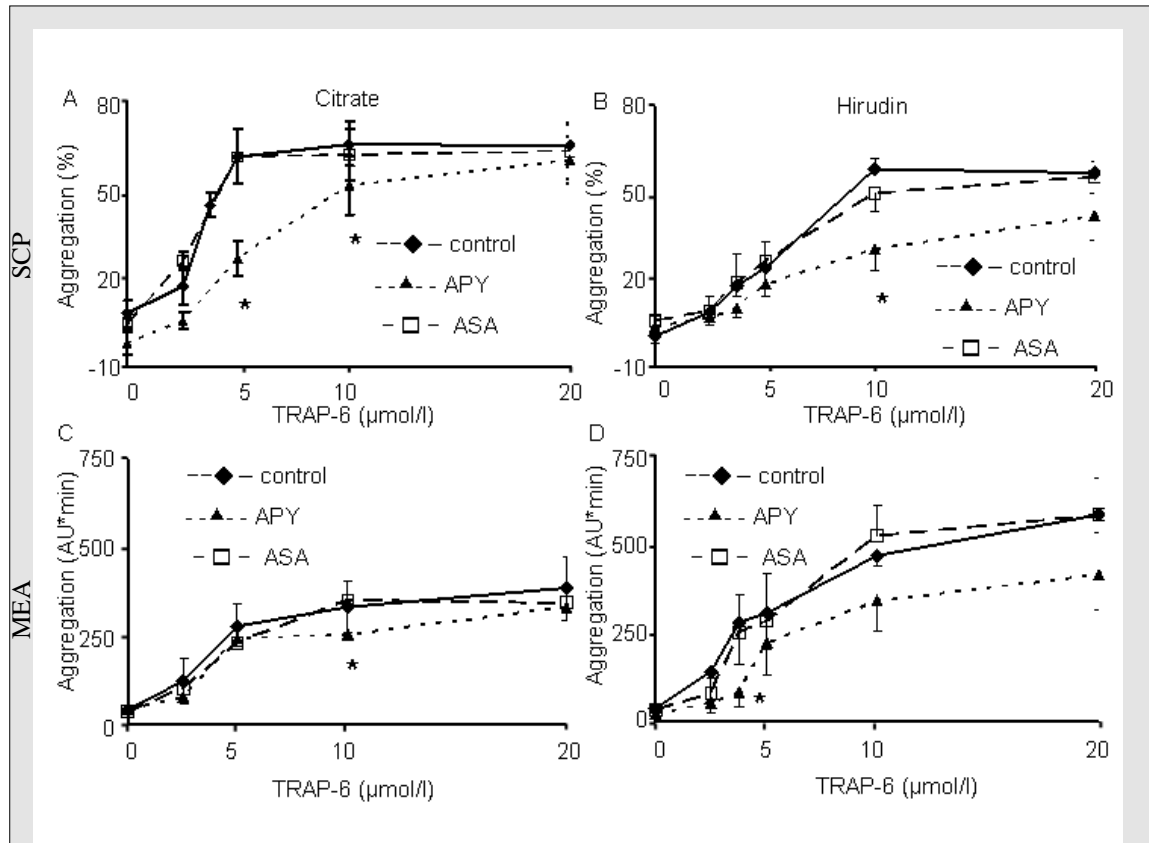 SCP
A
Citrate
Aggregation (%)
80
50
20
-10
0 5 10 20
TRAP-6 (µmol/l)
*
*
control
APY
ASA
B
Hirudin
Aggregation (%)
80
50
20
-10
0 5 10 20
TRAP-6 (µmol/l)
*
control
APY
ASA
MEA
C
Aggregation (AU*min)
750
500
250
0
0 5 10 20
TRAP-6 (µmol/l)
*
control
APY
ASA
D
Aggregation (AU*min)
750
500
250
0
0 5 10 20
TRAP-6 (µmol/l)
*
control
APY
ASA